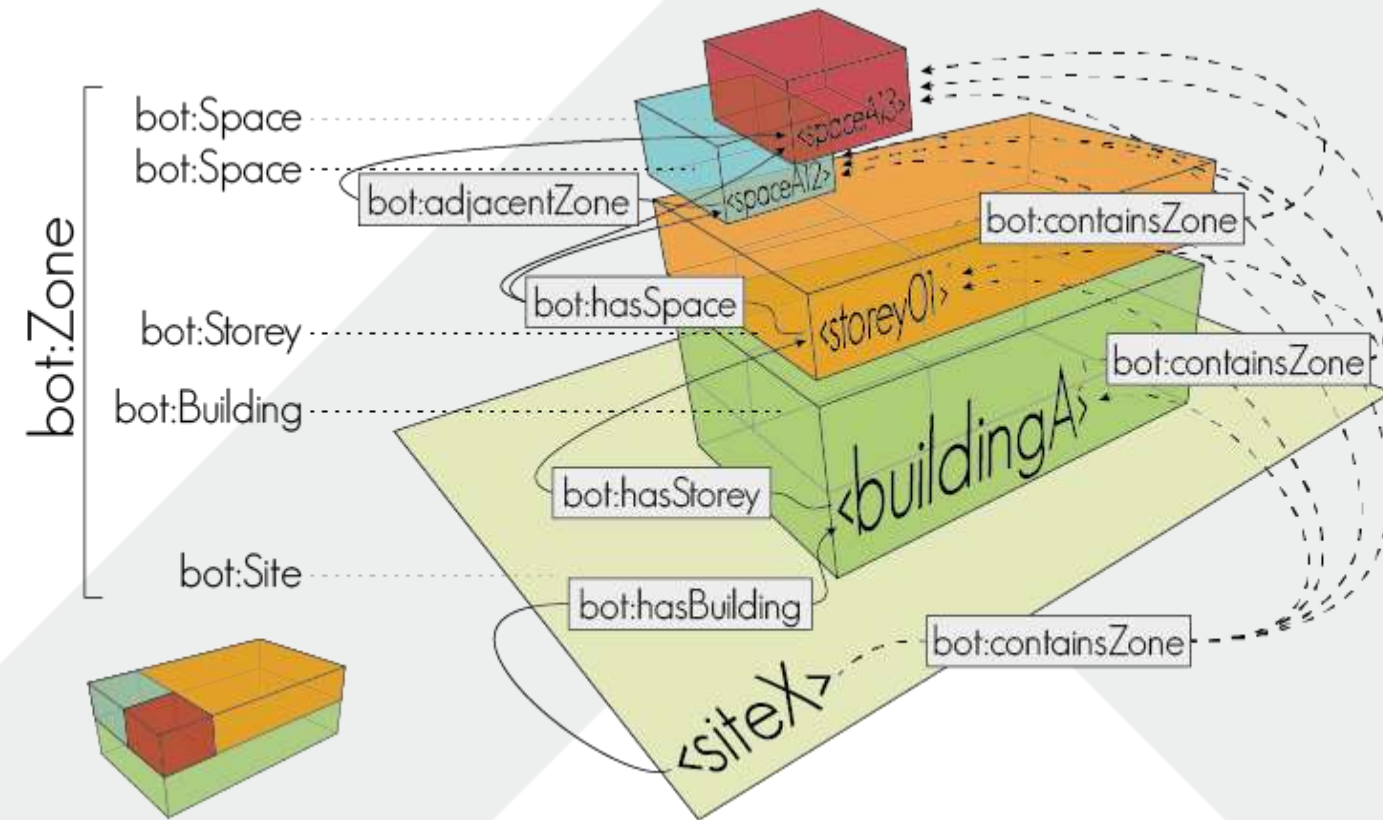 bot:Zone
bot:Space
bot:Space
bot:Storey
bot:Building
bot:Site
<spaceA13>
<spaceA12>
bot:adjacentZone
bot:containsZone
bot:hasSpace
<storey01>
bot:containsZone
<buildingA>
bot:hasStorey
bot:hasBuilding
bot:containsZone
<siteX>